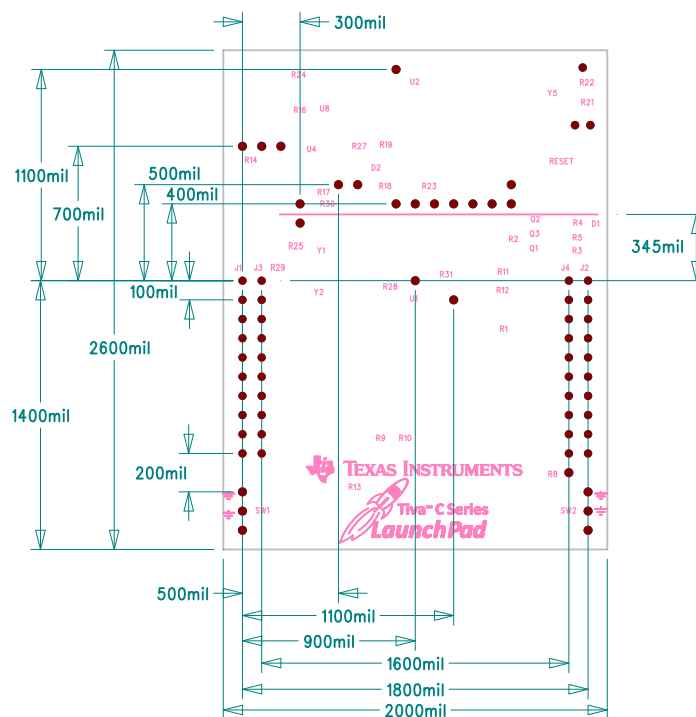 300mil
R24
U2
R22
Y5
R16
U8
R21
R27
R19
U4
R14
RESET
D2
1100mil
500mil
R17
R18
R23
400mil
R30
700mil
Q2
R4
D1
Q3
R5
R2
R25
Y1
Q1
R3
345mil
J1
J3
R29
R31
R11
J4
J2
100mil
Y2
R28
U1
R12
R1
2600mil
1400mil
R9
R10
TEXAS INSTRUMENTS
200mil
R13
R8
SW1
Tiva™ C Series
SW2
LaunchPad
500mil
1100mil
900mil
1600mil
1800mil
2000mil